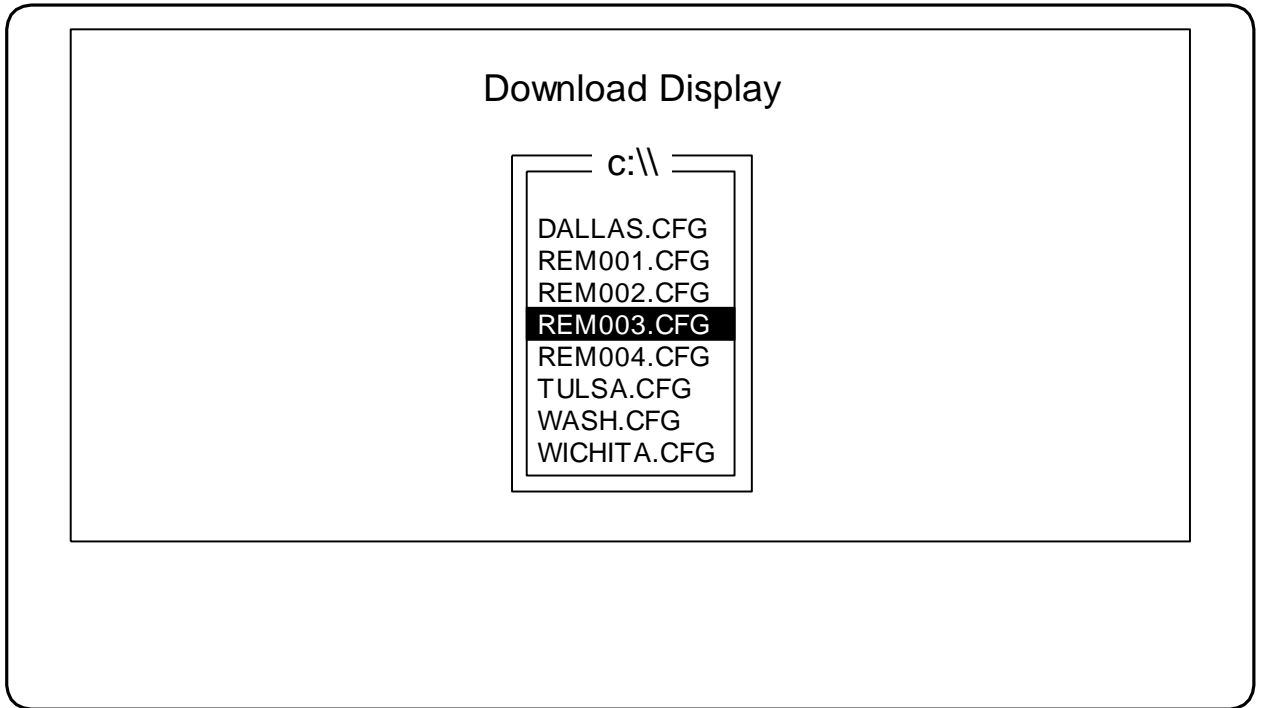 Download Display
c:\\
DALLAS.CFG
REM001.CFG
REM002.CFG
REM003.CFG
REM004.CFG
TULSA.CFG
WASH.CFG
WICHITA.CFG